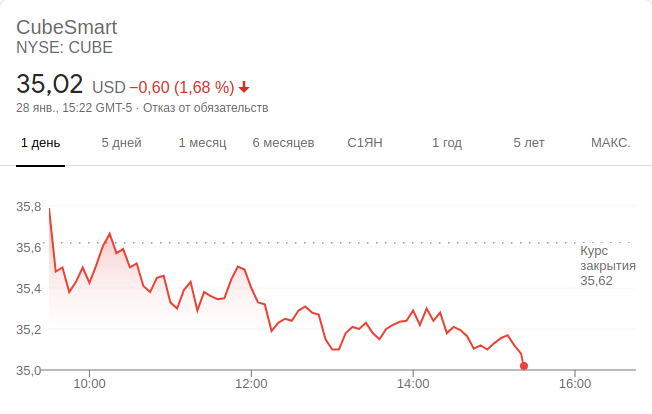 CubeSmart
NYSE: CUBE
35,02 USD −0,60 (1,68 %)
28 янв., 15:22 GMT-5 · Отказ от обязательств
1 день 5 дней 1 месяц 6 месяцев С1ЯН 1 год 5 лет МАКС.
35,8
35,6
Курс
закрытия
35,62
35,4
35,2
35,0
10:00 12:00 14:00 16:00